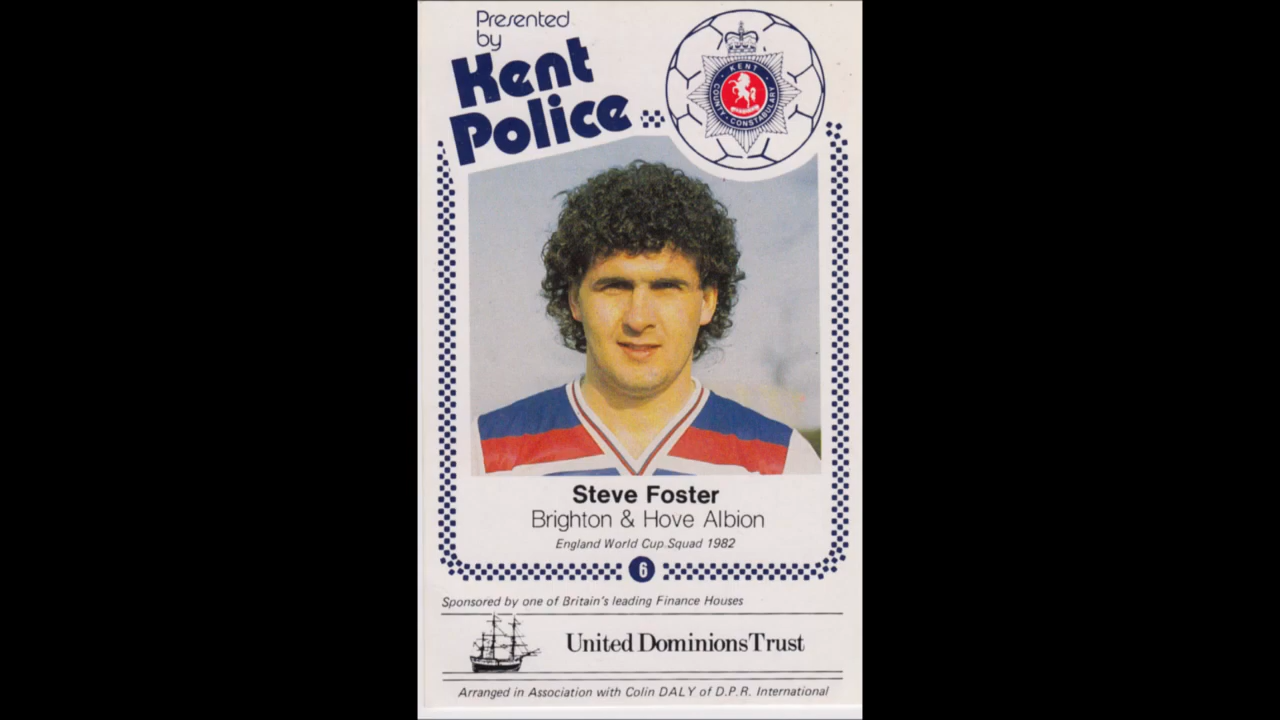 Presented
by
Kent
Police
KENT
COUNTY CONSTABULARY
Steve Foster
Brighton & Hove Albion
England World Cup Squad 1982
6
Sponsored by one of Britain's leading Finance Houses
United Dominions Trust
Arranged in Association with Colin DALY of D.P.R. International